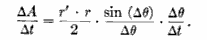 ΔA/Δt = r' · r/2 · sin (Δθ)/Δθ · Δθ/Δt.